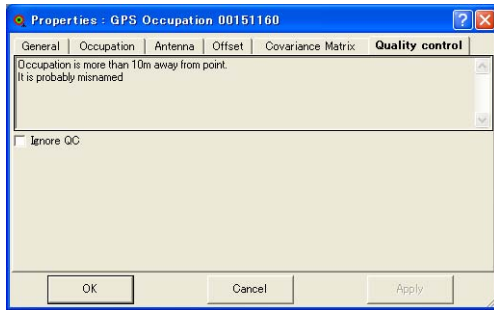 Properties : GPS Occupation 00151160
General Occupation Antenna Offset Covariance Matrix Quality control
Occupation is more than 10m away from point.
It is probably misnamed
Ignore QC
OK Cancel Apply